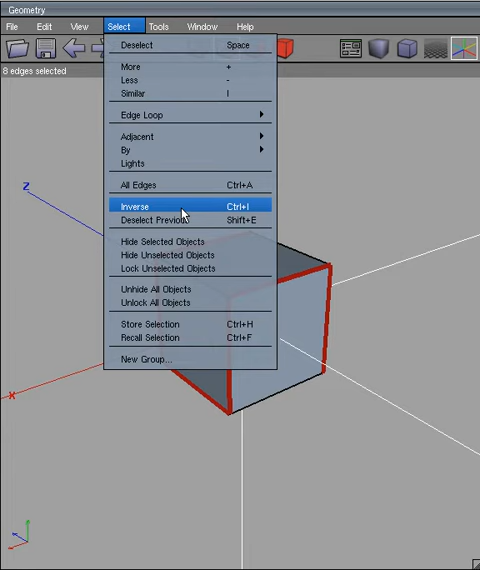 Geometry
File Edit View Select Tools Window Help
8 edges selected
Deselect Space
More +
Less -
Similar I
Edge Loop
Adjacent
By
Lights
All Edges Ctrl+A
Inverse Ctrl+I
Deselect Previous Shift+E
Hide Selected Objects
Hide Unselected Objects
Lock Unselected Objects
Unhide All Objects
Unlock All Objects
Store Selection Ctrl+H
Recall Selection Ctrl+F
New Group...
Z
X